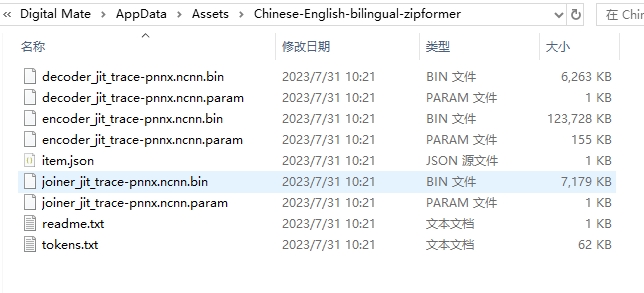 « Digital Mate > AppData > Assets > Chinese-English-bilingual-zipformer 在 Chin
名称 修改日期 类型 大小
decoder_jit_trace-pnnx.ncnn.bin 2023/7/31 10:21 BIN 文件 6,263 KB
decoder_jit_trace-pnnx.ncnn.param 2023/7/31 10:21 PARAM 文件 1 KB
encoder_jit_trace-pnnx.ncnn.bin 2023/7/31 10:21 BIN 文件 123,728 KB
encoder_jit_trace-pnnx.ncnn.param 2023/7/31 10:21 PARAM 文件 155 KB
item.json 2023/7/31 10:21 JSON 源文件 1 KB
joiner_jit_trace-pnnx.ncnn.bin 2023/7/31 10:21 BIN 文件 7,179 KB
joiner_jit_trace-pnnx.ncnn.param 2023/7/31 10:21 PARAM 文件 1 KB
readme.txt 2023/7/31 10:21 文本文档 1 KB
tokens.txt 2023/7/31 10:21 文本文档 62 KB